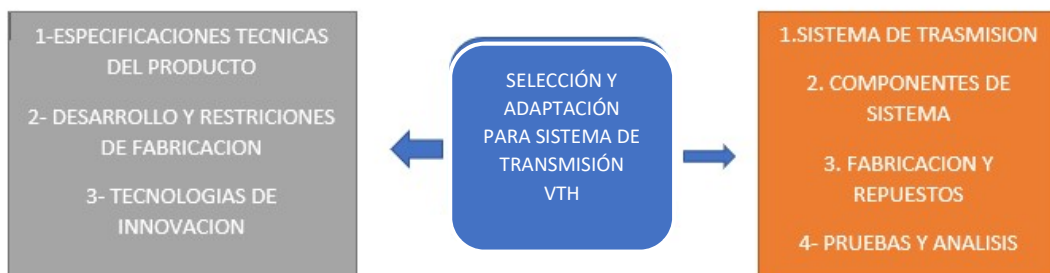 1-ESPECIFICACIONES TECNICAS
DEL PRODUCTO
2- DESARROLLO Y RESTRICIONES
DE FABRICACION
3- TECNOLOGIAS DE
INNOVACION
SELECCIÓN Y
ADAPTACIÓN
PARA SISTEMA DE
TRANSMISIÓN
VTH
1.SISTEMA DE TRASMISION
2. COMPONENTES DE
SISTEMA
3. FABRICACION Y
REPUESTOS
4- PRUEBAS Y ANALISIS